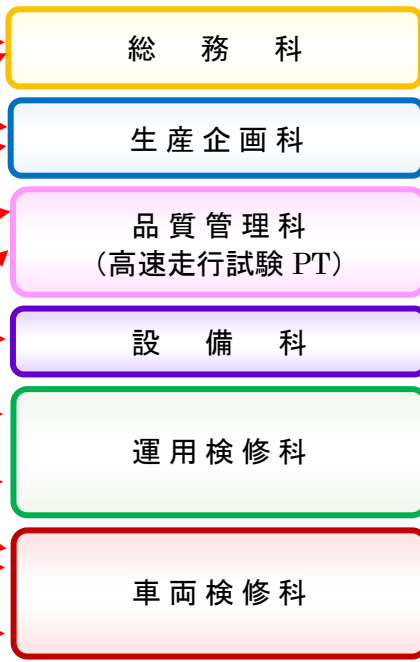 総務科
生産企画科
品質管理科
（高速走行試験 PT）
設備科
運用検修科
車両検修科